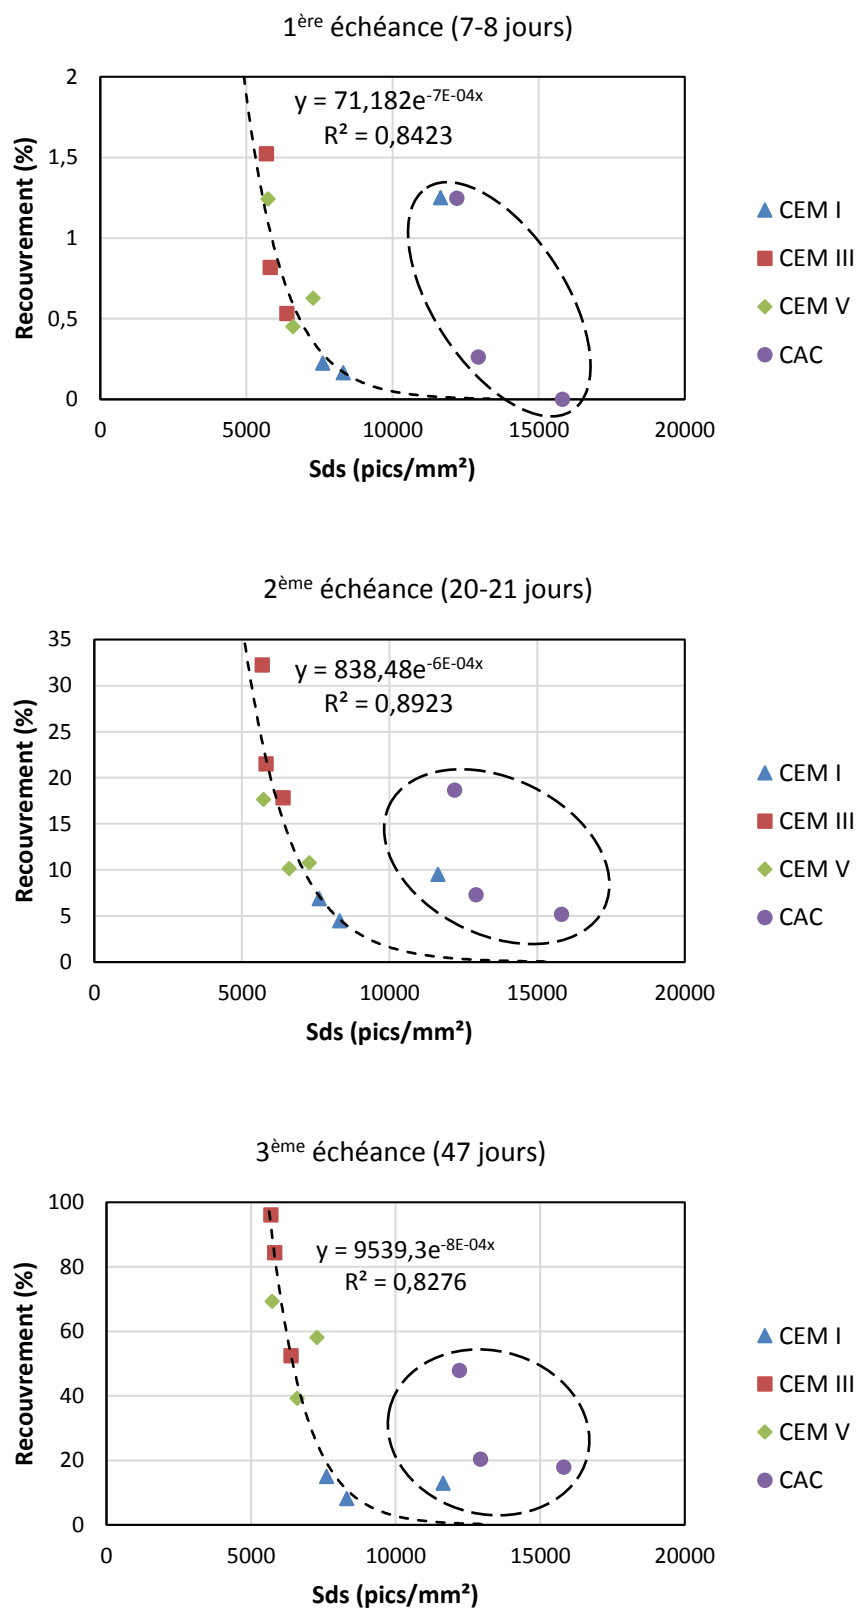 1ère échéance (7-8 jours)
y = 71,182e-7E-04x
R² = 0,8423
2
1,5
1
0,5
0
Recouvrement (%)
0 5000 10000 15000 20000
Sds (pics/mm²)
CEM I
CEM III
CEM V
CAC
2ème échéance (20-21 jours)
y = 838,48e-6E-04x
R² = 0,8923
35
30
25
20
15
10
5
0
Recouvrement (%)
0 5000 10000 15000 20000
Sds (pics/mm²)
CEM I
CEM III
CEM V
CAC
3ème échéance (47 jours)
y = 9539,3e-8E-04x
R² = 0,8276
100
80
60
40
20
0
Recouvrement (%)
0 5000 10000 15000 20000
Sds (pics/mm²)
CEM I
CEM III
CEM V
CAC